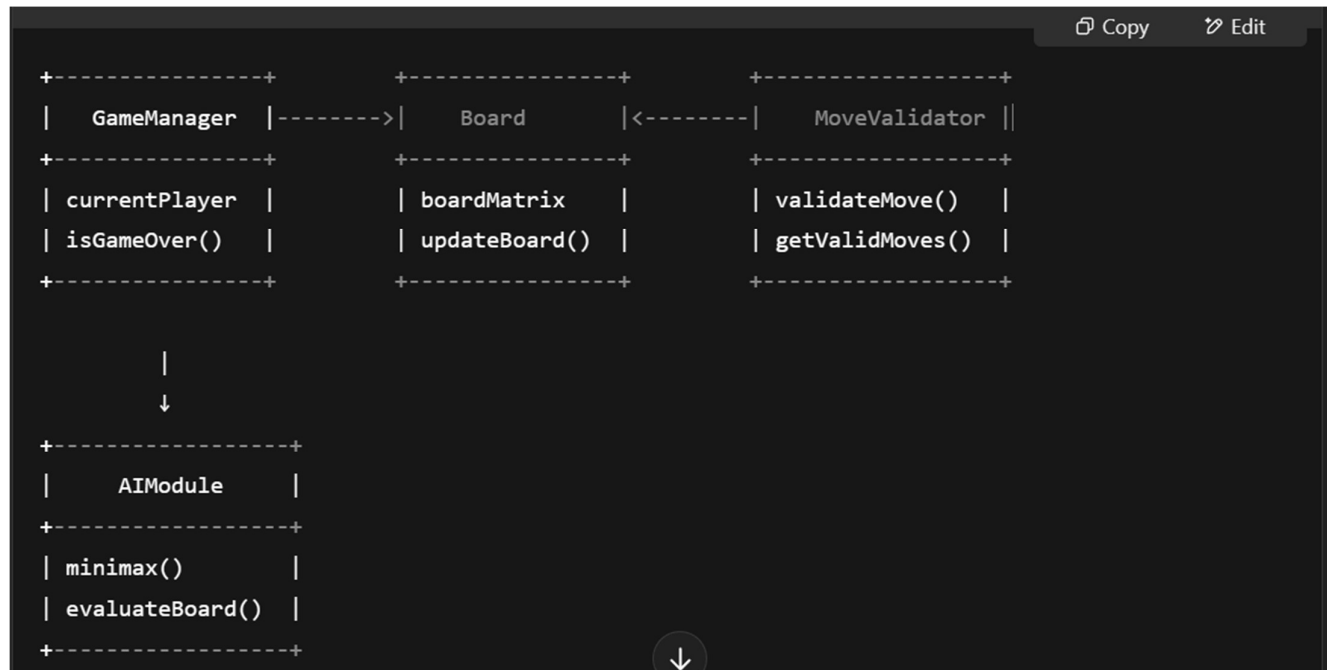 Copy Edit
+----------------+ +----------------+ +------------------+
| GameManager |-------->| Board |<--------| MoveValidator ||
+----------------+ +----------------+ +------------------+
| currentPlayer | | boardMatrix | | validateMove() |
| isGameOver() | | updateBoard() | | getValidMoves() |
+----------------+ +----------------+ +------------------+
|
↓
+------------------+
| AIModule |
+------------------+
| minimax() |
| evaluateBoard() |
+------------------+